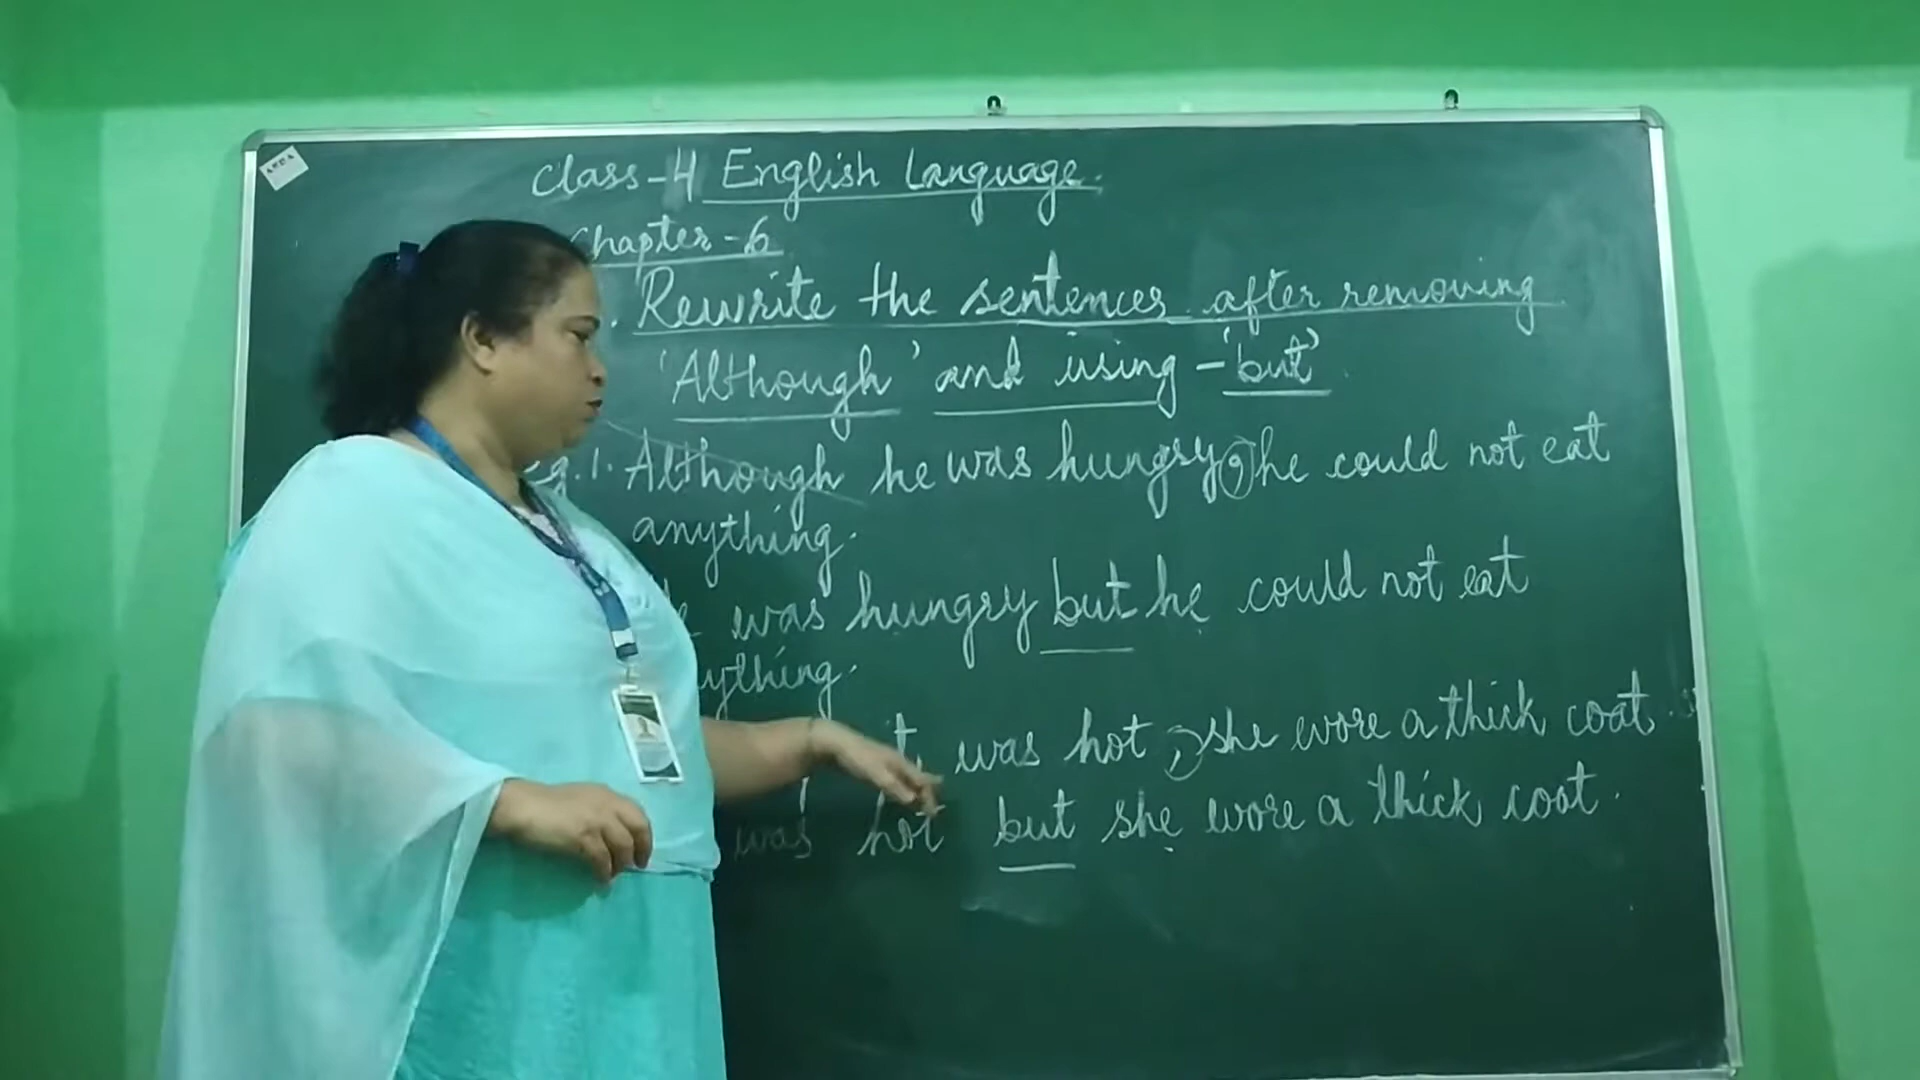 Class-4 English Language.
Chapter-6
. Rewrite the sentences after removing
'Although' and using - 'but'
eg.1. Although he was hungry, he could not eat
anything.
was hungry but he could not eat
ything.
it was hot, she wore a thick coat.
was hot but she wore a thick coat.